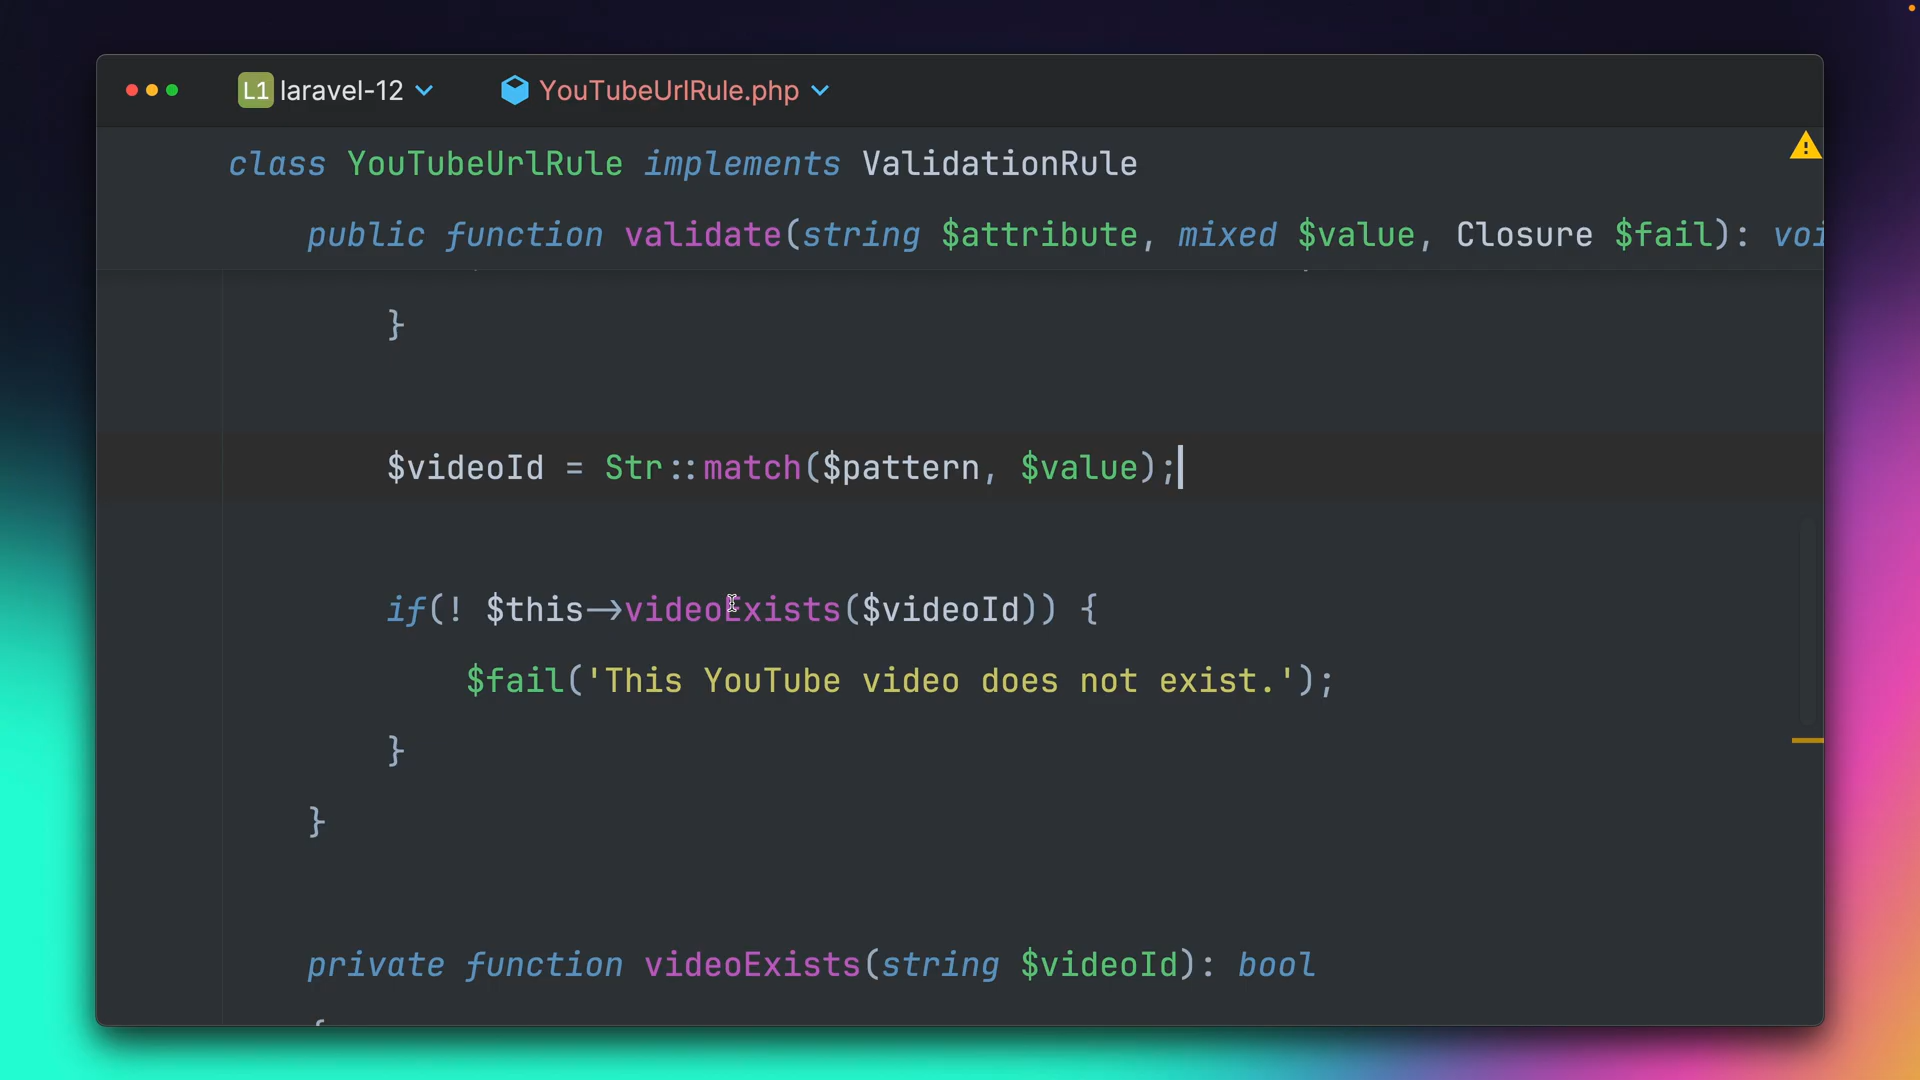 L1 laravel-12 YouTubeUrlRule.php
class YouTubeUrlRule implements ValidationRule
public function validate(string $attribute, mixed $value, Closure $fail): voi
}
$videoId = Str::match($pattern, $value);
if(! $this->videoExists($videoId)) {
$fail('This YouTube video does not exist.');
}
}
private function videoExists(string $videoId): bool